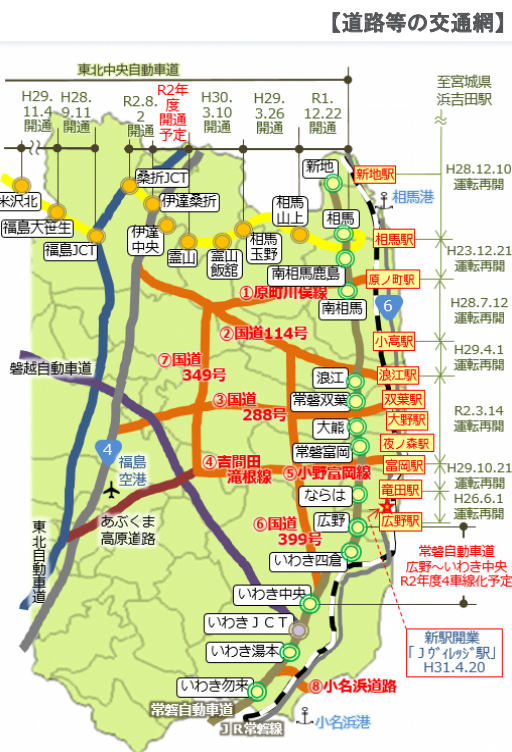 【道路等の交通網】
東北中央自動車道
至宮城県
浜吉田駅
H29.
11.4
開通
H28.
9.11
開通
R2.8.
2
開通
R2年
度
開通
予定
H30.
3.10
開通
H29.
3.26
開通
R1.
12.22
開通
新地
新地駅
H28.12.10
運転再開
桑折JCT
米沢北
伊達桑折
相馬
山上
相馬
相馬港
福島大笹生
伊達
中央
相馬駅
福島JCT
霊山
霊山
飯舘
相馬
玉野
H23.12.21
運転再開
南相馬鹿島
原ノ町駅
①原町川俣線
南相馬
6
H28.7.12
運転再開
②国道114号
小高駅
⑦国道
349号
H29.4.1
運転再開
磐越自動車道
浪江
浪江駅
③国道
288号
常磐双葉
双葉駅
R2.3.14
運転再開
大熊
大野駅
4
常磐富岡
夜ノ森駅
福島
空港
④吉間田
滝根線
⑤小野富岡線
富岡駅
H29.10.21
運転再開
ならは
竜田駅
H26.6.1
運転再開
あぶくま
高原道路
⑥国道
399号
広野
広野駅
東北自動車道
いわき四倉
常磐自動車道
広野～いわき中央
R2年度4車線化予定
いわき中央
いわきＪＣＴ
新駅開業
「Ｊヴィレッジ駅」
H31.4.20
いわき湯本
いわき勿来
⑧小名浜道路
常磐自動車道
小名浜港
ＪＲ常磐線